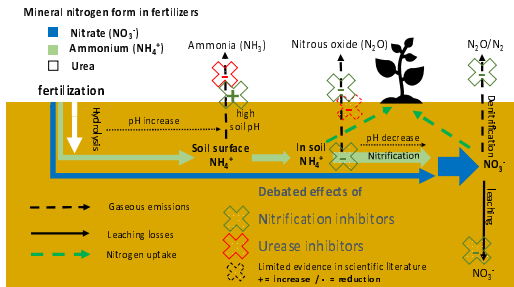 Mineral nitrogen form in fertilizers
Nitrate (NO₃⁻)
Ammonium (NH₄⁺)
Urea
Ammonia (NH₃)
Nitrous oxide (N₂O)
N₂O/N₂
fertilization
Hydrolysis
pH increase
high
soil pH
Soil surface
NH₄⁺
In soil
NH₄⁺
pH decrease
Nitrification
Denitrification
NO₃⁻
leaching
NO₃⁻
Debated effects of
Nitrification inhibitors
Urease inhibitors
Limited evidence in scientific literature
+ = increase / - = reduction
Gaseous emissions
Leaching losses
Nitrogen uptake
-
+
-
-
-
-
-